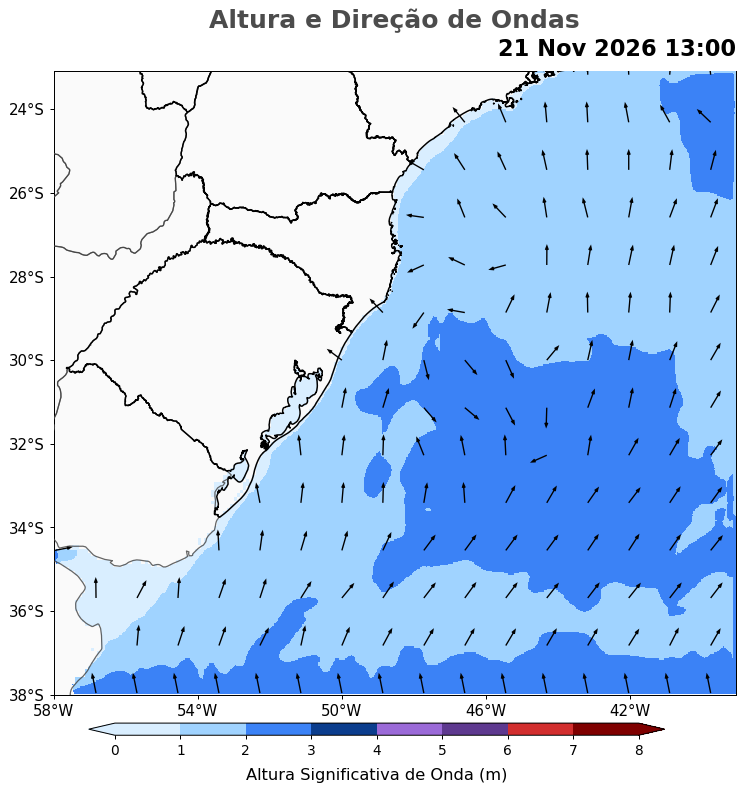 Altura e Direção de Ondas
21 Nov 2026 13:00
24°S
26°S
28°S
30°S
32°S
34°S
36°S
38°S
58°W 54°W 50°W 46°W 42°W
0 1 2 3 4 5 6 7 8
Altura Significativa de Onda (m)